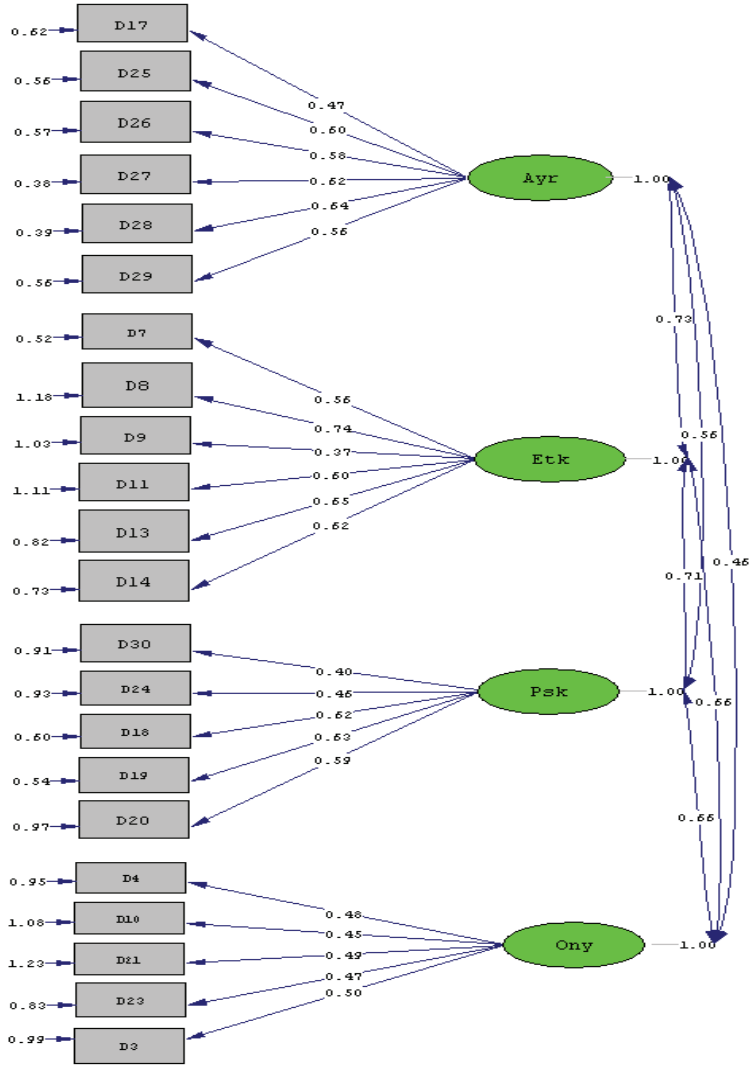 0.62 D17
0.56 D25
0.57 D26
0.38 D27
0.39 D28
0.56 D29
0.47
0.60
0.58
0.62
0.64
0.56
Ayr 1.00
0.52 D7
1.18 D8
1.03 D9
1.11 D11
0.82 D13
0.73 D14
0.56
0.74
0.37
0.60
0.65
0.62
Etk 1.00
0.91 D30
0.93 D24
0.60 D18
0.54 D19
0.97 D20
0.40
0.46
0.62
0.63
0.59
Psk 1.00
0.95 D4
1.08 D10
1.23 D21
0.83 D23
0.99 D3
0.48
0.45
0.49
0.47
0.50
Ony 1.00
0.73
0.56
0.46
0.71
0.66
0.66